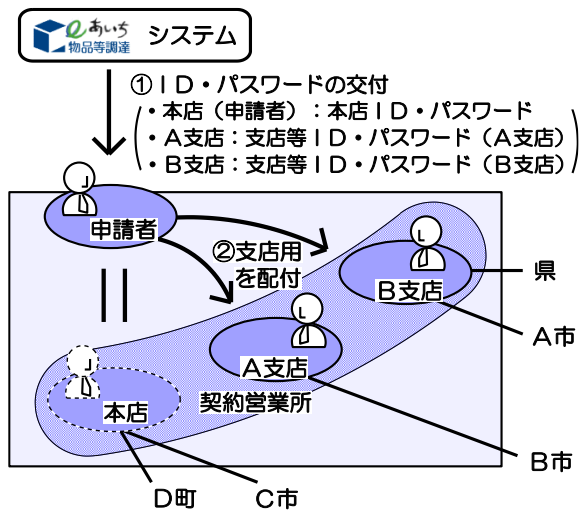 eあいち
物品等調達
システム
①ＩＤ・パスワードの交付
・本店（申請者）：本店ＩＤ・パスワード
・Ａ支店：支店等ＩＤ・パスワード（Ａ支店）
・Ｂ支店：支店等ＩＤ・パスワード（Ｂ支店）
申請者
②支店用
を配付
県
Ｂ支店
Ａ市
Ａ支店
契約営業所
本店
Ｂ市
Ｄ町
Ｃ市